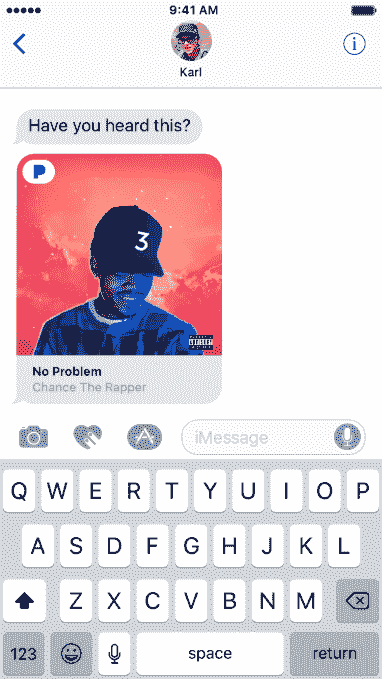 9:41 AM
Karl
Have you heard this?
3
PARENTAL
ADVISORY
EXPLICIT CONTENT
No Problem
Chance The Rapper
iMessage
Q W E R T Y U I O P
A S D F G H J K L
Z X C V B N M
123 space return